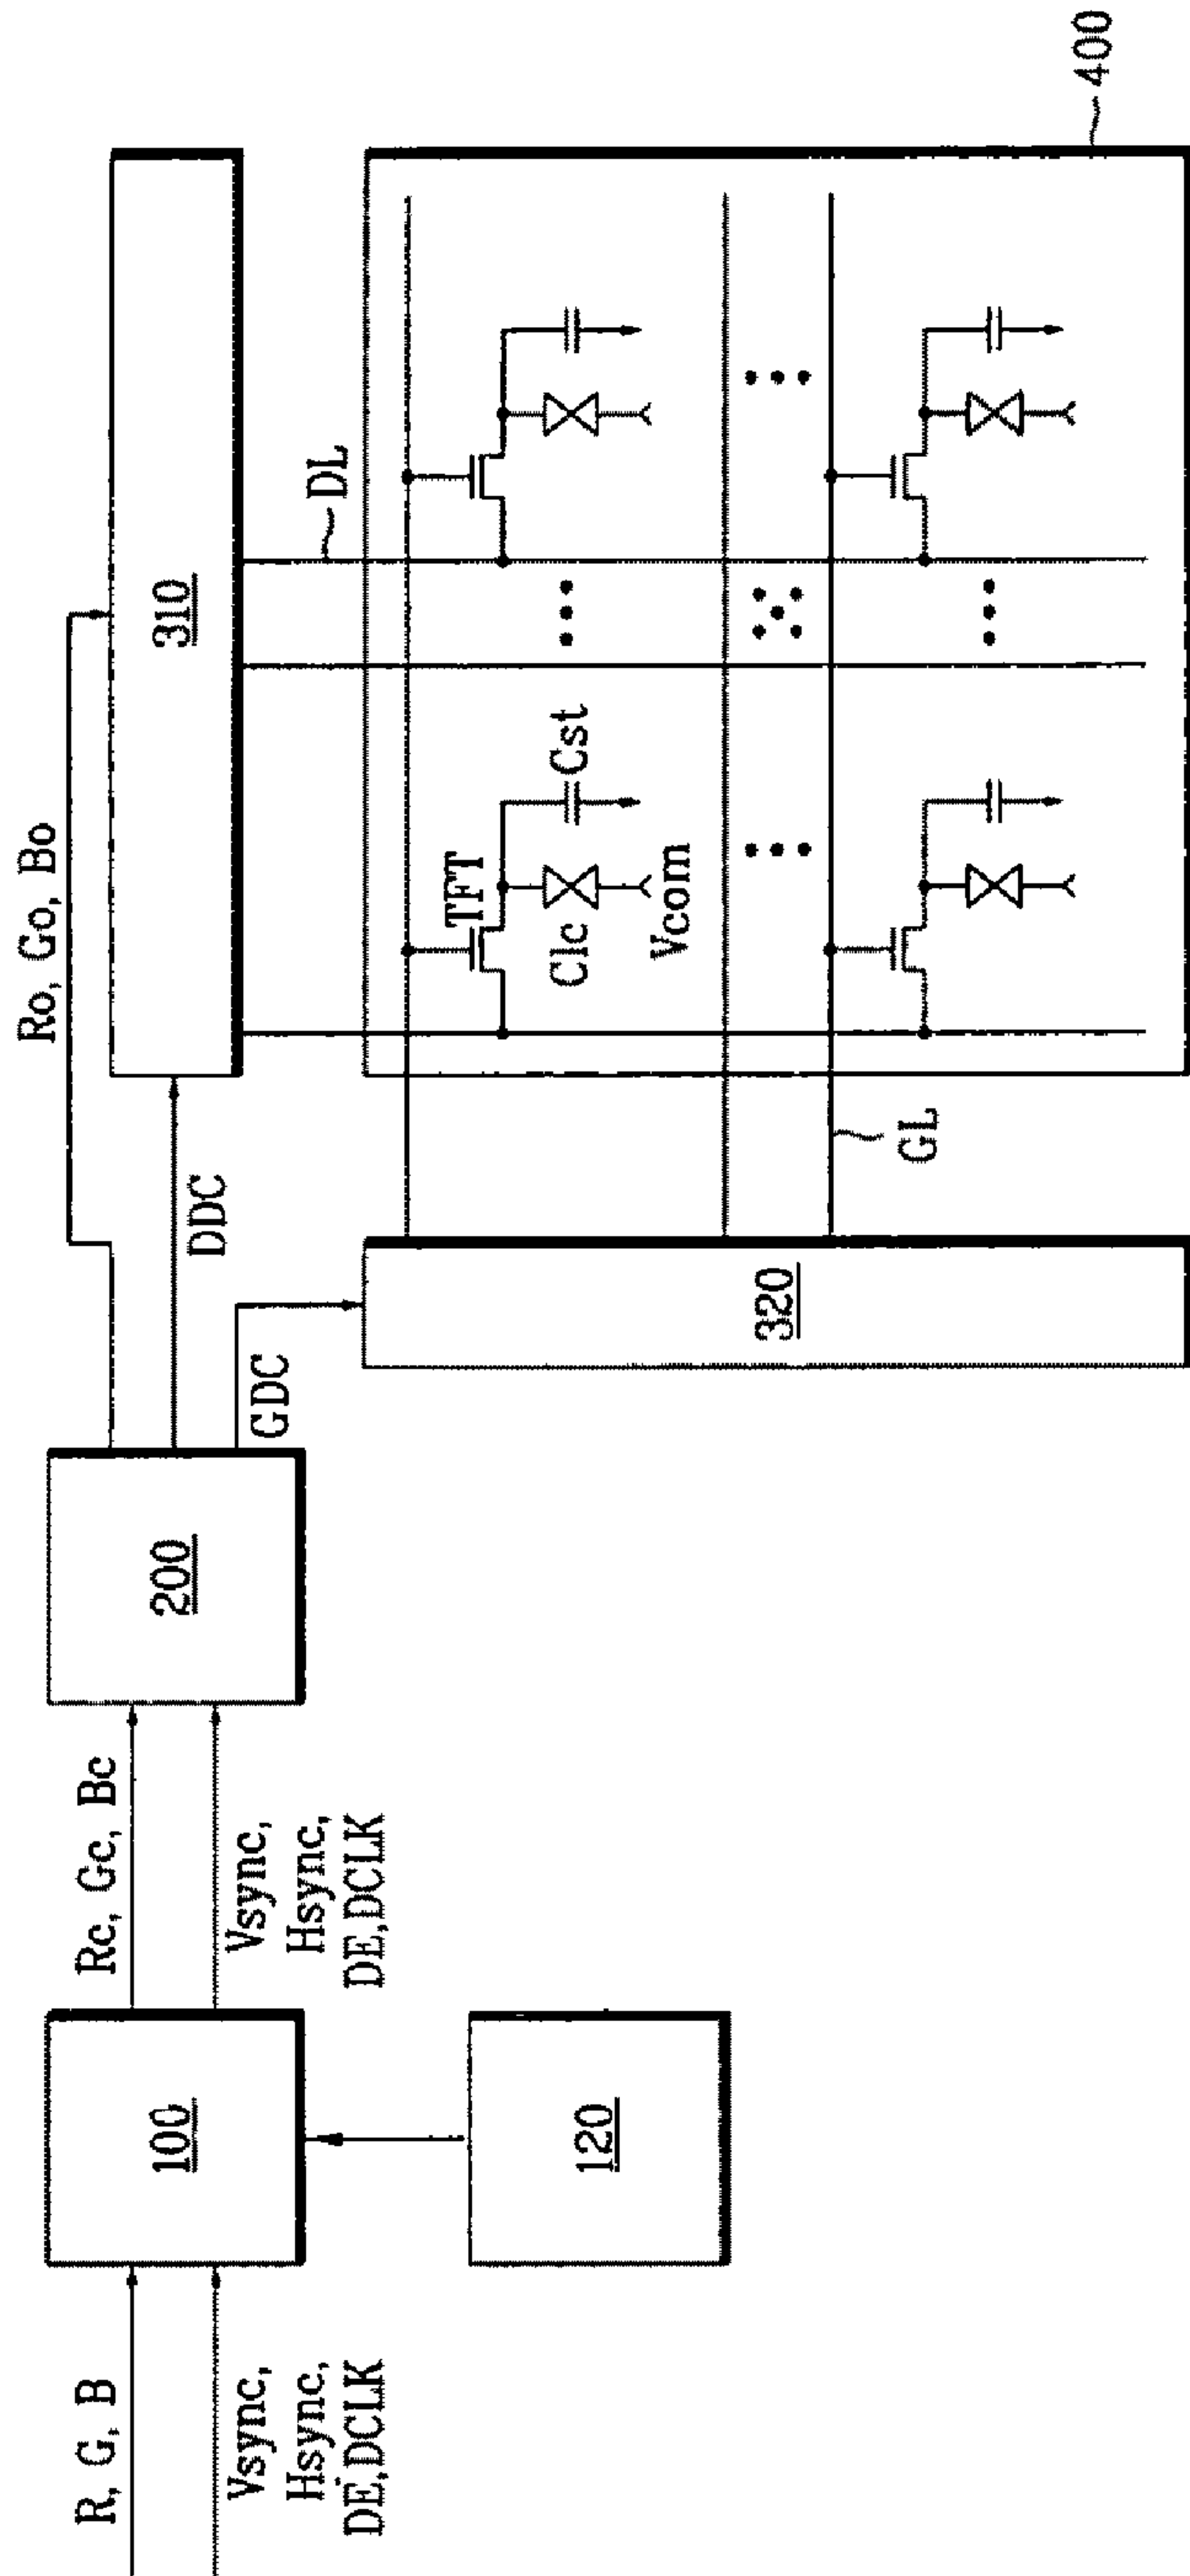 R, G, B
Vsync,
Hsync,
DE,DCLK
100
120
Rc, Gc, Bc
Vsync,
Hsync,
DE,DCLK
200
Ro, Go, Bo
DDC
GDC
310
320
DL
GL
TFT
Clc
Cst
Vcom
400